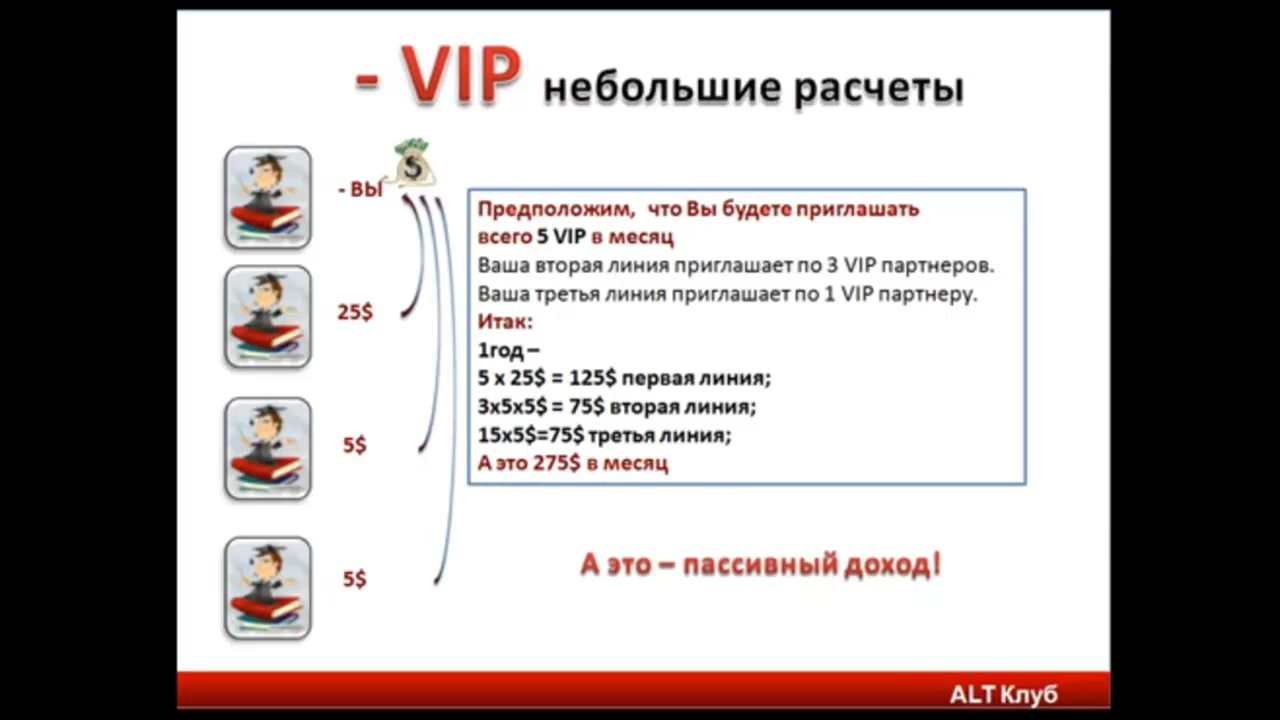 - VIP небольшие расчеты
$
- ВЫ
Предположим, что Вы будете приглашать
всего 5 VIP в месяц
Ваша вторая линия приглашает по 3 VIP партнеров.
Ваша третья линия приглашает по 1 VIP партнеру.
Итак:
1год –
5 х 25$ = 125$ первая линия;
3х5х5$ = 75$ вторая линия;
15х5$=75$ третья линия;
А это 275$ в месяц
25$
5$
5$
А это – пассивный доход!
ALT Клуб